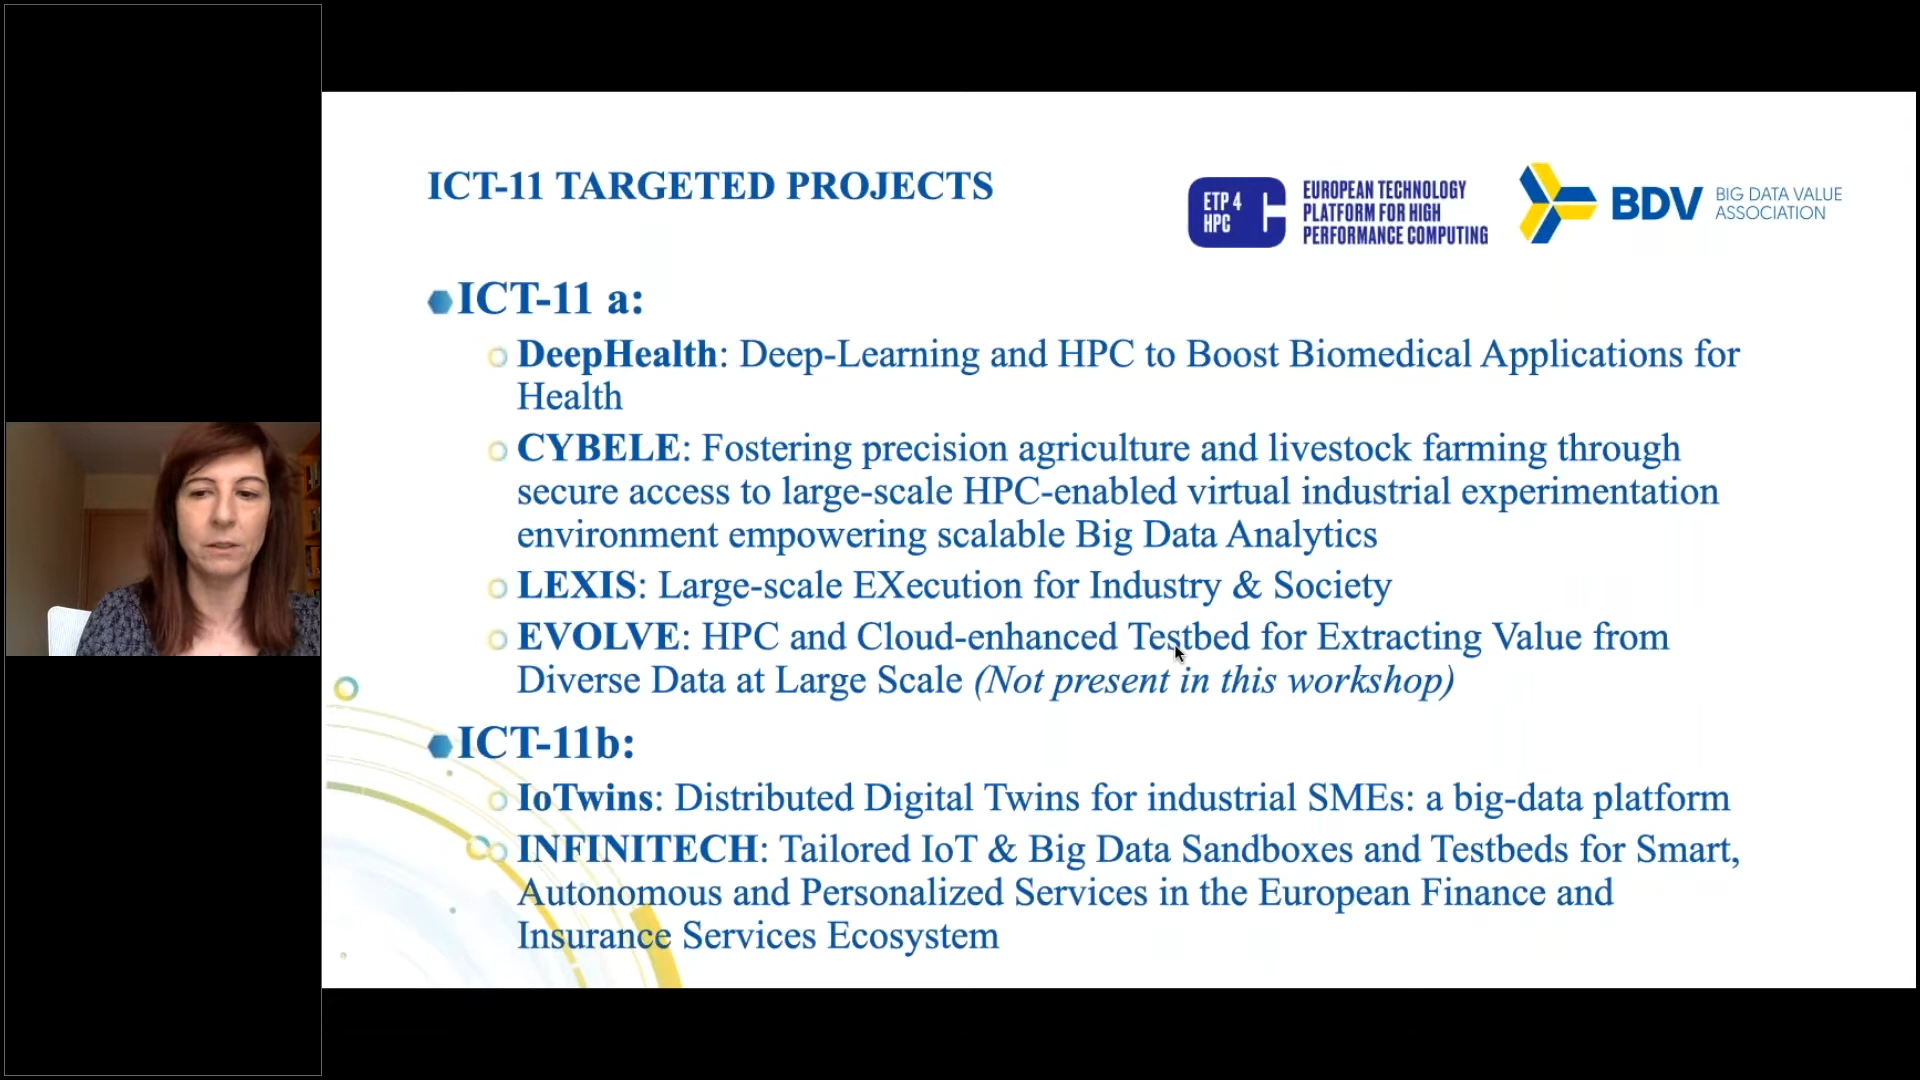 ICT-11 TARGETED PROJECTS
ETP 4
HPC
EUROPEAN TECHNOLOGY
PLATFORM FOR HIGH
PERFORMANCE COMPUTING
BDV
BIG DATA VALUE
ASSOCIATION
ICT-11 a:
DeepHealth: Deep-Learning and HPC to Boost Biomedical Applications for
Health
CYBELE: Fostering precision agriculture and livestock farming through
secure access to large-scale HPC-enabled virtual industrial experimentation
environment empowering scalable Big Data Analytics
LEXIS: Large-scale EXecution for Industry & Society
EVOLVE: HPC and Cloud-enhanced Testbed for Extracting Value from
Diverse Data at Large Scale (Not present in this workshop)
ICT-11b:
IoTwins: Distributed Digital Twins for industrial SMEs: a big-data platform
INFINITECH: Tailored IoT & Big Data Sandboxes and Testbeds for Smart,
Autonomous and Personalized Services in the European Finance and
Insurance Services Ecosystem